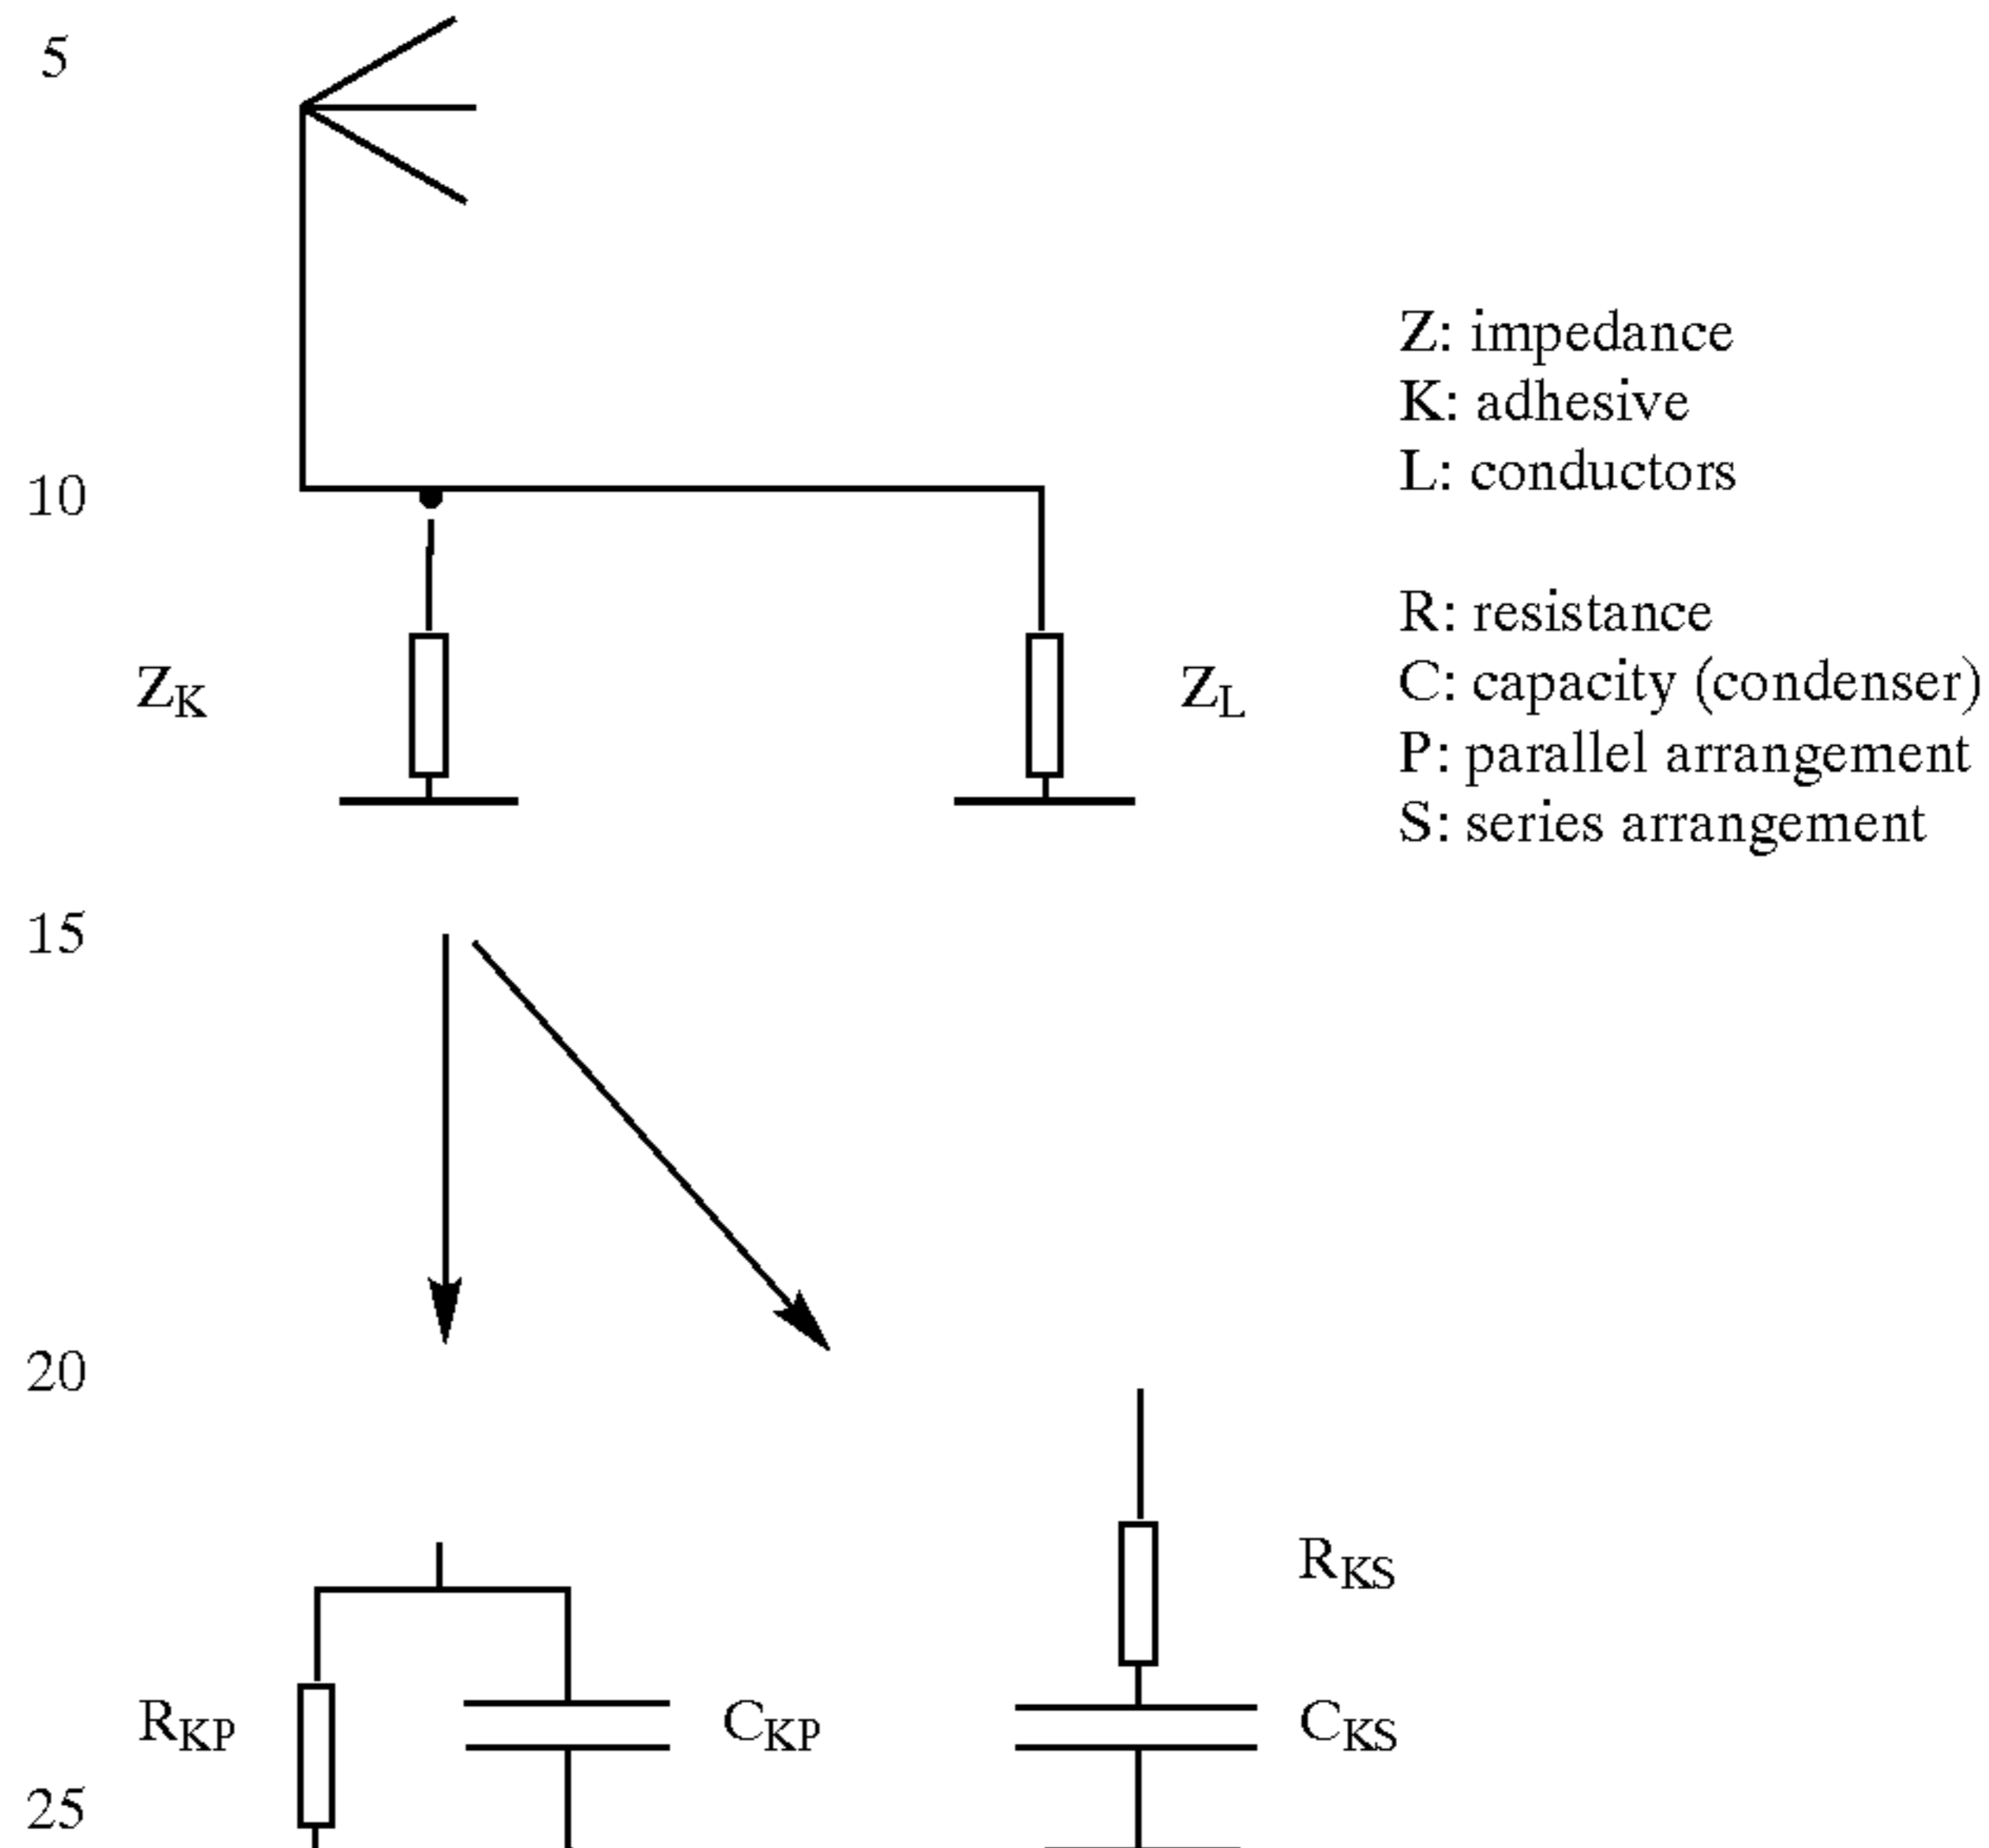 5
Z: impedance
K: adhesive
L: conductors
10
R: resistance
Z_K
Z_L
C: capacity (condenser)
P: parallel arrangement
S: series arrangement
15
20
R_KS
R_KP
C_KP
C_KS
25